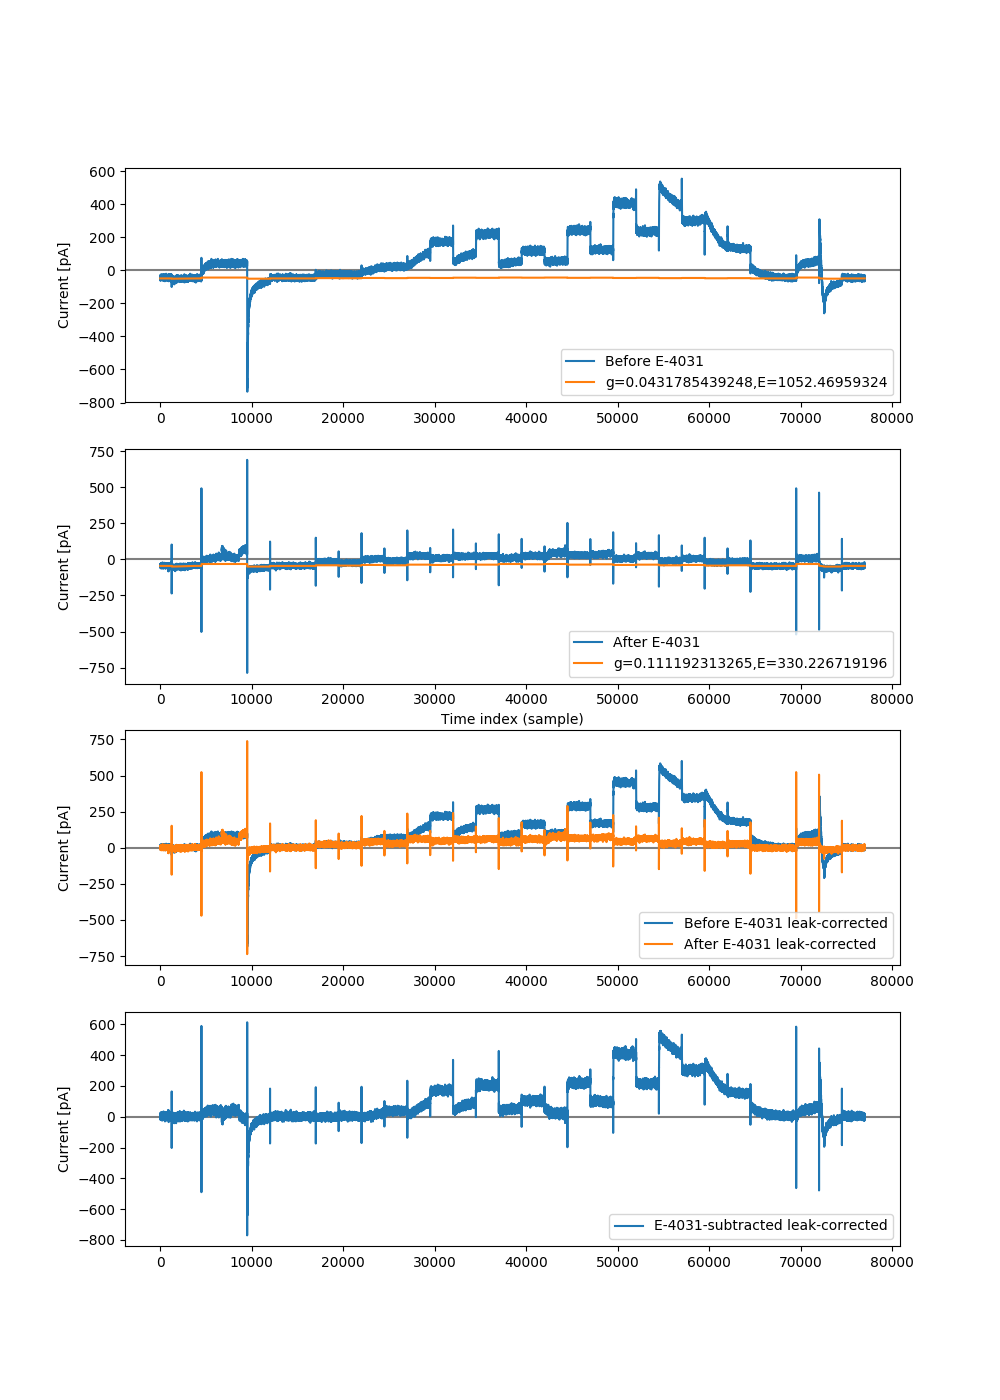 600
400
200
0
−200
−400
−600
−800
Current [pA]
Before E-4031
g=0.0431785439248,E=1052.46959324
0 10000 20000 30000 40000 50000 60000 70000 80000
750
500
250
0
−250
−500
−750
Current [pA]
After E-4031
g=0.111192313265,E=330.226719196
0 10000 20000 30000 40000 50000 60000 70000 80000
Time index (sample)
750
500
250
0
−250
−500
−750
Current [pA]
Before E-4031 leak-corrected
After E-4031 leak-corrected
0 10000 20000 30000 40000 50000 60000 70000 80000
600
400
200
0
−200
−400
−600
−800
Current [pA]
E-4031-subtracted leak-corrected
0 10000 20000 30000 40000 50000 60000 70000 80000